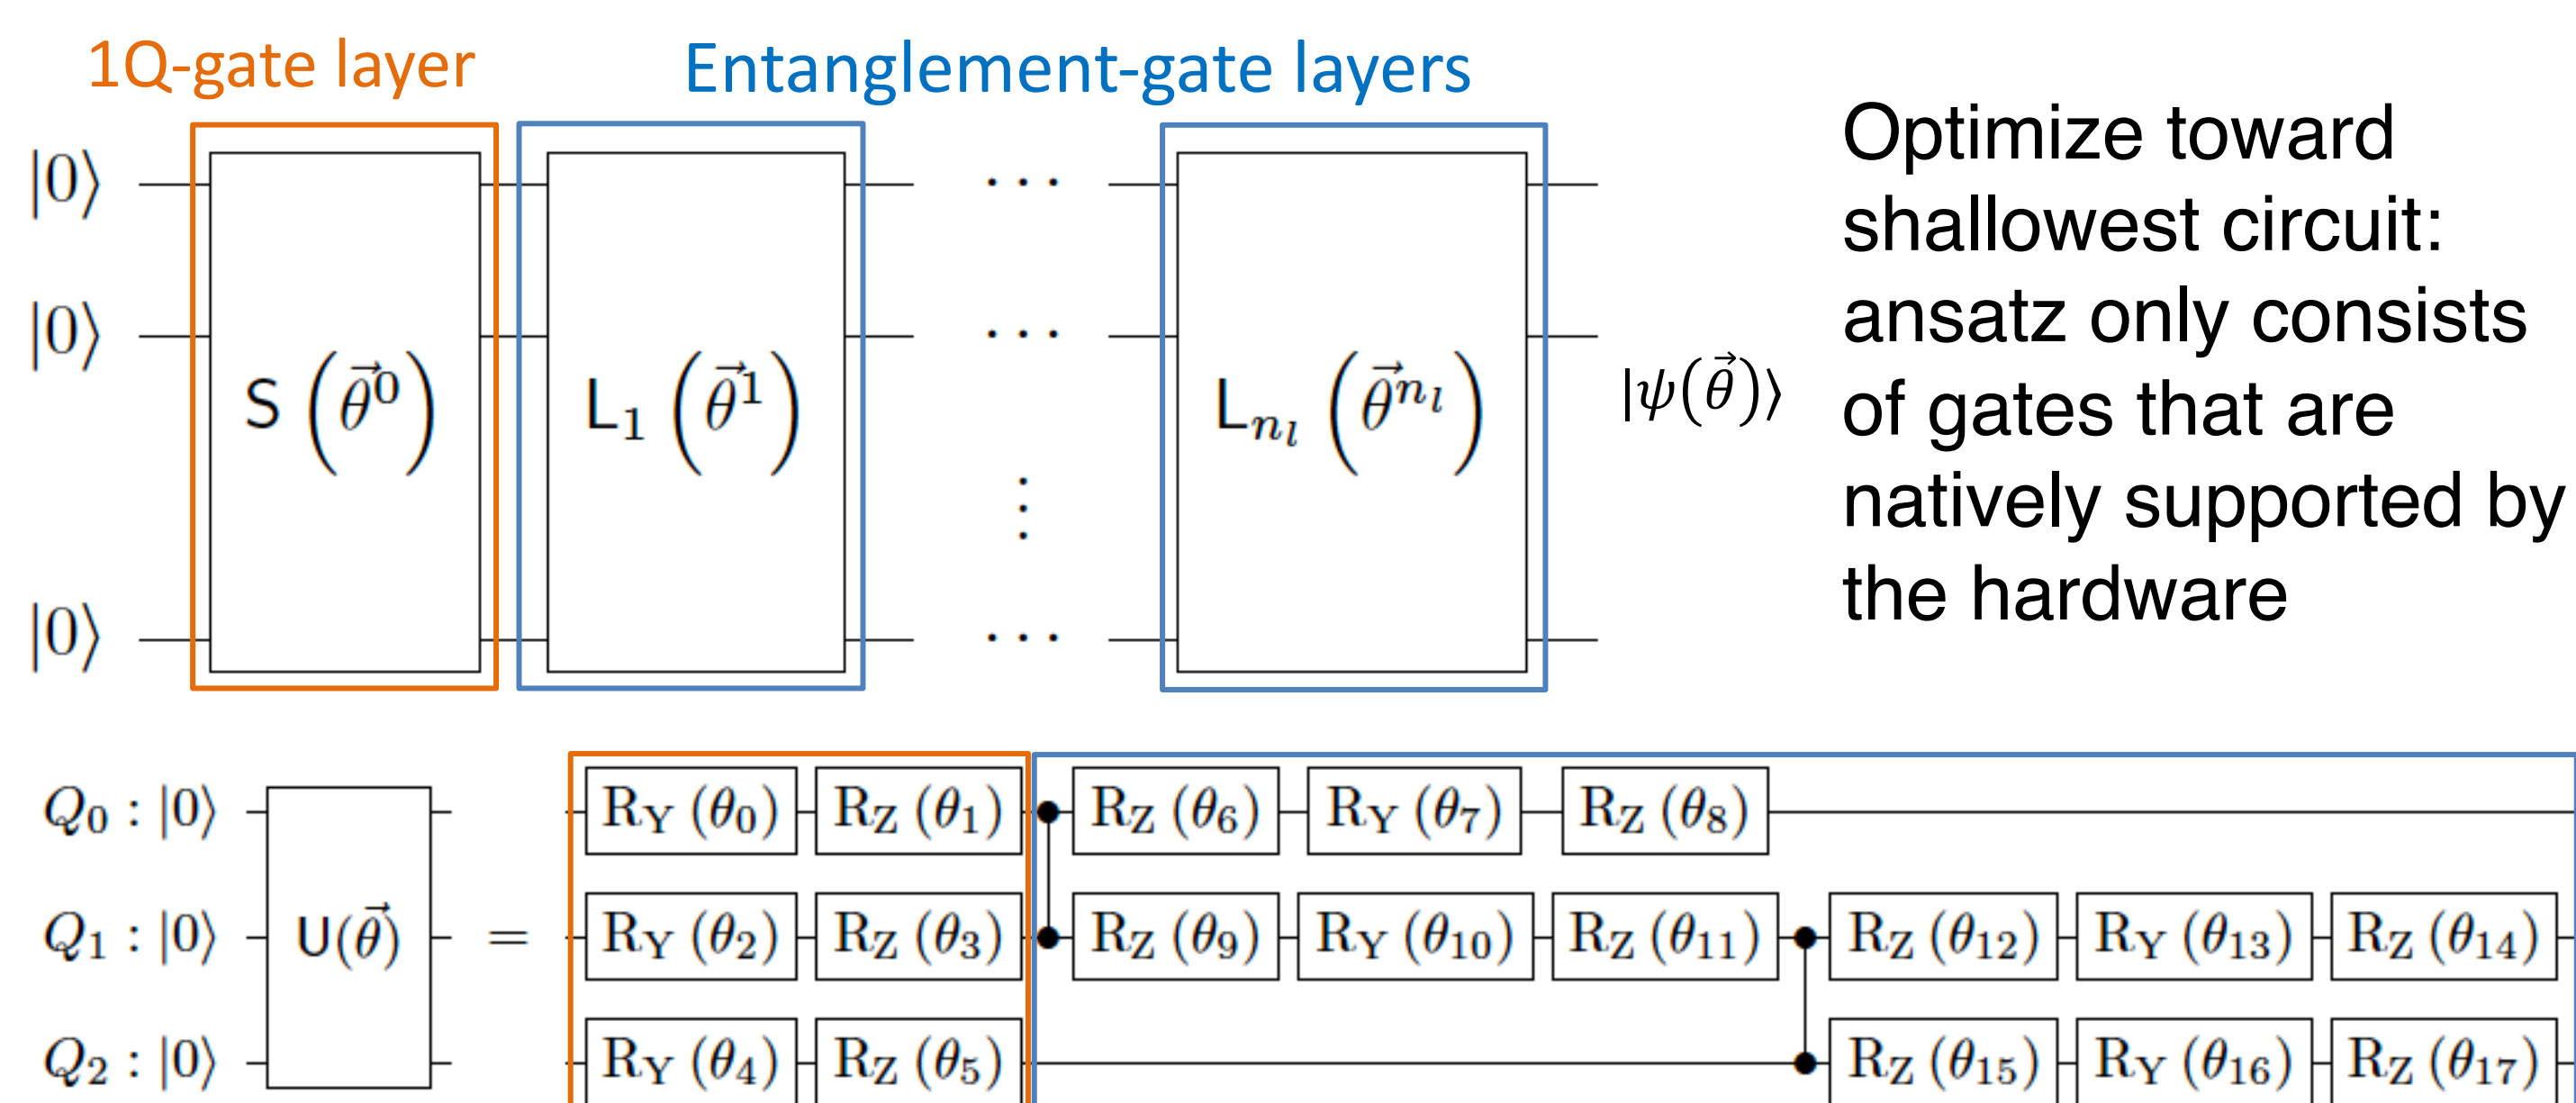 1Q-gate layer
Entanglement-gate layers
|0⟩ S (θ⃗⁰) L₁ (θ⃗¹) ··· Lₙₗ (θ⃗ⁿˡ) |ψ(θ⃗)⟩
|0⟩ ···
|0⟩ ···
Optimize toward
shallowest circuit:
ansatz only consists
of gates that are
natively supported by
the hardware
Q₀ : |0⟩ R_Y (θ₀) R_Z (θ₁) R_Z (θ₆) R_Y (θ₇) R_Z (θ₈)
Q₁ : |0⟩ U(θ⃗) = R_Y (θ₂) R_Z (θ₃) R_Z (θ₉) R_Y (θ₁₀) R_Z (θ₁₁) R_Z (θ₁₂) R_Y (θ₁₃) R_Z (θ₁₄)
Q₂ : |0⟩ R_Y (θ₄) R_Z (θ₅) R_Z (θ₁₅) R_Y (θ₁₆) R_Z (θ₁₇)